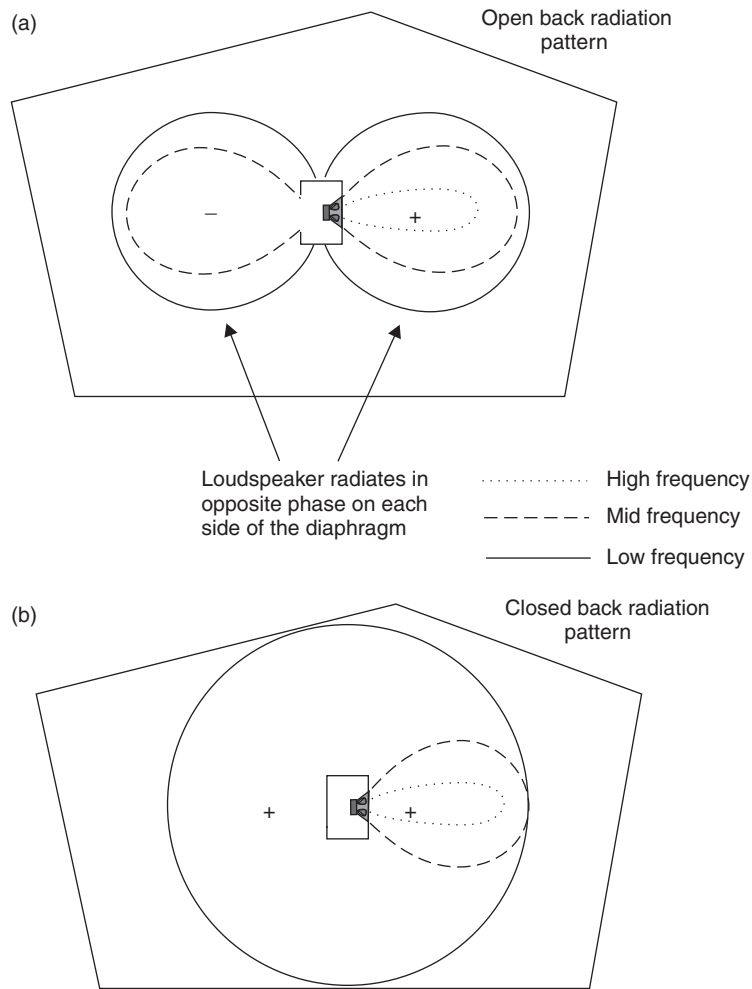 (a)
Open back radiation
pattern
–
+
Loudspeaker radiates in
opposite phase on each
side of the diaphragm
High frequency
Mid frequency
Low frequency
(b)
Closed back radiation
pattern
+
+